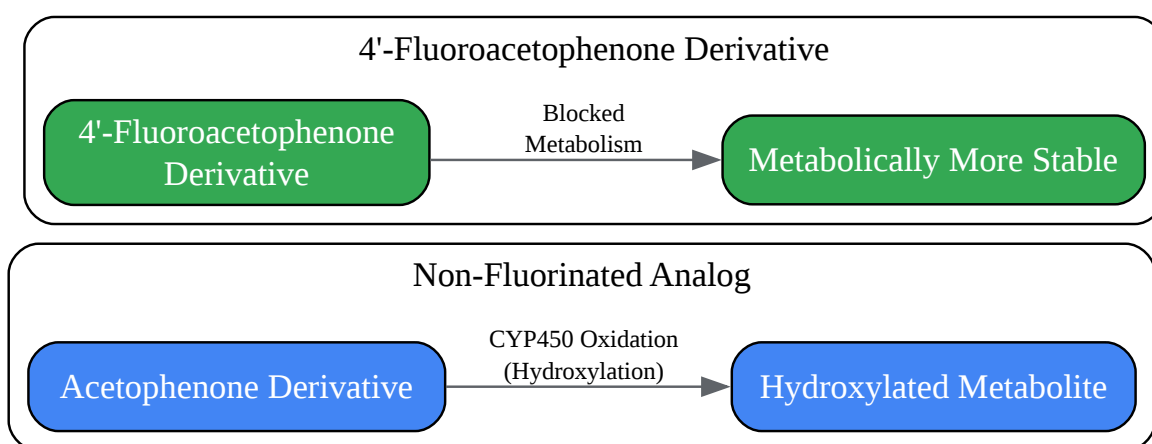 4'-Fluoroacetophenone Derivative
4'-Fluoroacetophenone
Derivative
Blocked
Metabolism
Metabolically More Stable
Non-Fluorinated Analog
Acetophenone Derivative
CYP450 Oxidation
(Hydroxylation)
Hydroxylated Metabolite